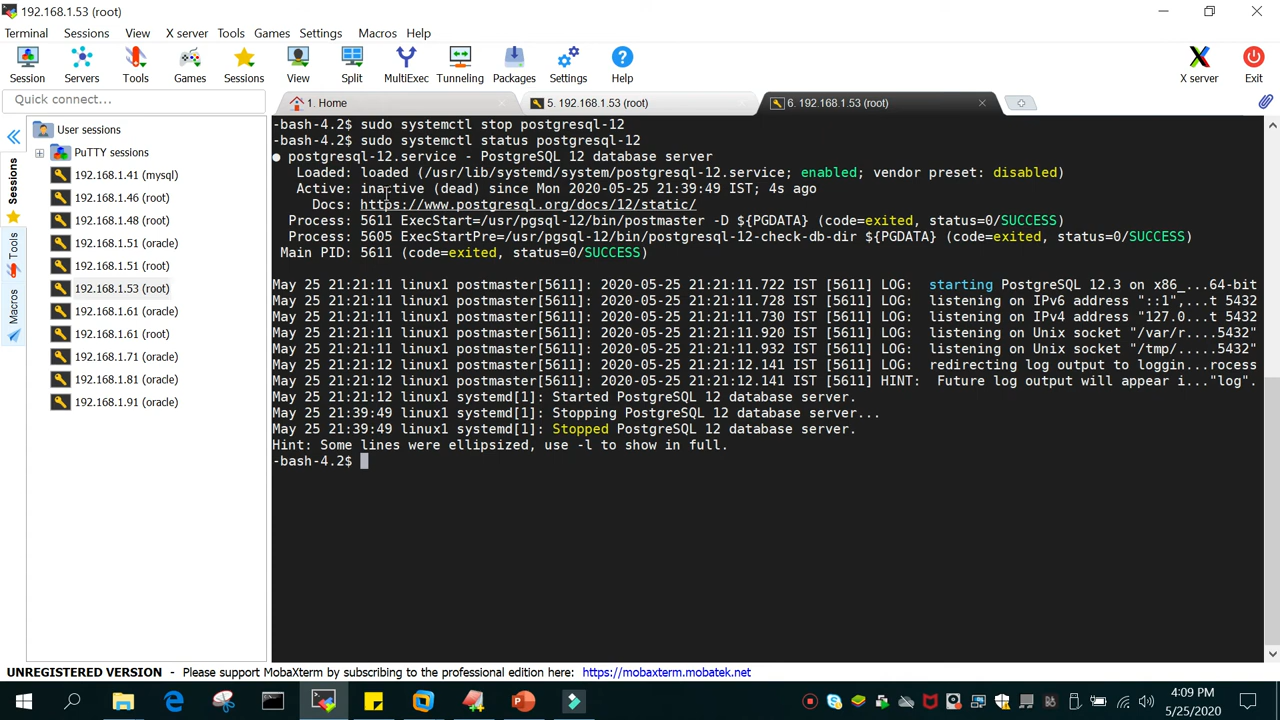 192.168.1.53 (root)
Terminal Sessions View X server Tools Games Settings Macros Help
Session Servers Tools Games Sessions View Split MultiExec Tunneling Packages Settings Help X server Exit
Quick connect...
1. Home
5. 192.168.1.53 (root)
6. 192.168.1.53 (root)
Sessions
Tools
Macros
User sessions
PuTTY sessions
192.168.1.41 (mysql)
192.168.1.46 (root)
192.168.1.48 (root)
192.168.1.51 (oracle)
192.168.1.51 (root)
192.168.1.53 (root)
192.168.1.61 (oracle)
192.168.1.61 (root)
192.168.1.71 (oracle)
192.168.1.81 (oracle)
192.168.1.91 (oracle)
-bash-4.2$ sudo systemctl stop postgresql-12
-bash-4.2$ sudo systemctl status postgresql-12
● postgresql-12.service - PostgreSQL 12 database server
Loaded: loaded (/usr/lib/systemd/system/postgresql-12.service; enabled; vendor preset: disabled)
Active: inactive (dead) since Mon 2020-05-25 21:39:49 IST; 4s ago
Docs: https://www.postgresql.org/docs/12/static/
Process: 5611 ExecStart=/usr/pgsql-12/bin/postmaster -D ${PGDATA} (code=exited, status=0/SUCCESS)
Process: 5605 ExecStartPre=/usr/pgsql-12/bin/postgresql-12-check-db-dir ${PGDATA} (code=exited, status=0/SUCCESS)
Main PID: 5611 (code=exited, status=0/SUCCESS)
May 25 21:21:11 linux1 postmaster[5611]: 2020-05-25 21:21:11.722 IST [5611] LOG:  starting PostgreSQL 12.3 on x86_...64-bit
May 25 21:21:11 linux1 postmaster[5611]: 2020-05-25 21:21:11.728 IST [5611] LOG:  listening on IPv6 address "::1",...t 5432
May 25 21:21:11 linux1 postmaster[5611]: 2020-05-25 21:21:11.730 IST [5611] LOG:  listening on IPv4 address "127.0...t 5432
May 25 21:21:11 linux1 postmaster[5611]: 2020-05-25 21:21:11.920 IST [5611] LOG:  listening on Unix socket "/var/r....5432"
May 25 21:21:11 linux1 postmaster[5611]: 2020-05-25 21:21:11.932 IST [5611] LOG:  listening on Unix socket "/tmp/.....5432"
May 25 21:21:12 linux1 postmaster[5611]: 2020-05-25 21:21:12.141 IST [5611] LOG:  redirecting log output to loggin...rocess
May 25 21:21:12 linux1 postmaster[5611]: 2020-05-25 21:21:12.141 IST [5611] HINT:  Future log output will appear i..."log".
May 25 21:21:12 linux1 systemd[1]: Started PostgreSQL 12 database server.
May 25 21:39:49 linux1 systemd[1]: Stopping PostgreSQL 12 database server...
May 25 21:39:49 linux1 systemd[1]: Stopped PostgreSQL 12 database server.
Hint: Some lines were ellipsized, use -l to show in full.
-bash-4.2$
UNREGISTERED VERSION - Please support MobaXterm by subscribing to the professional edition here: https://mobaxterm.mobatek.net
4:09 PM
5/25/2020